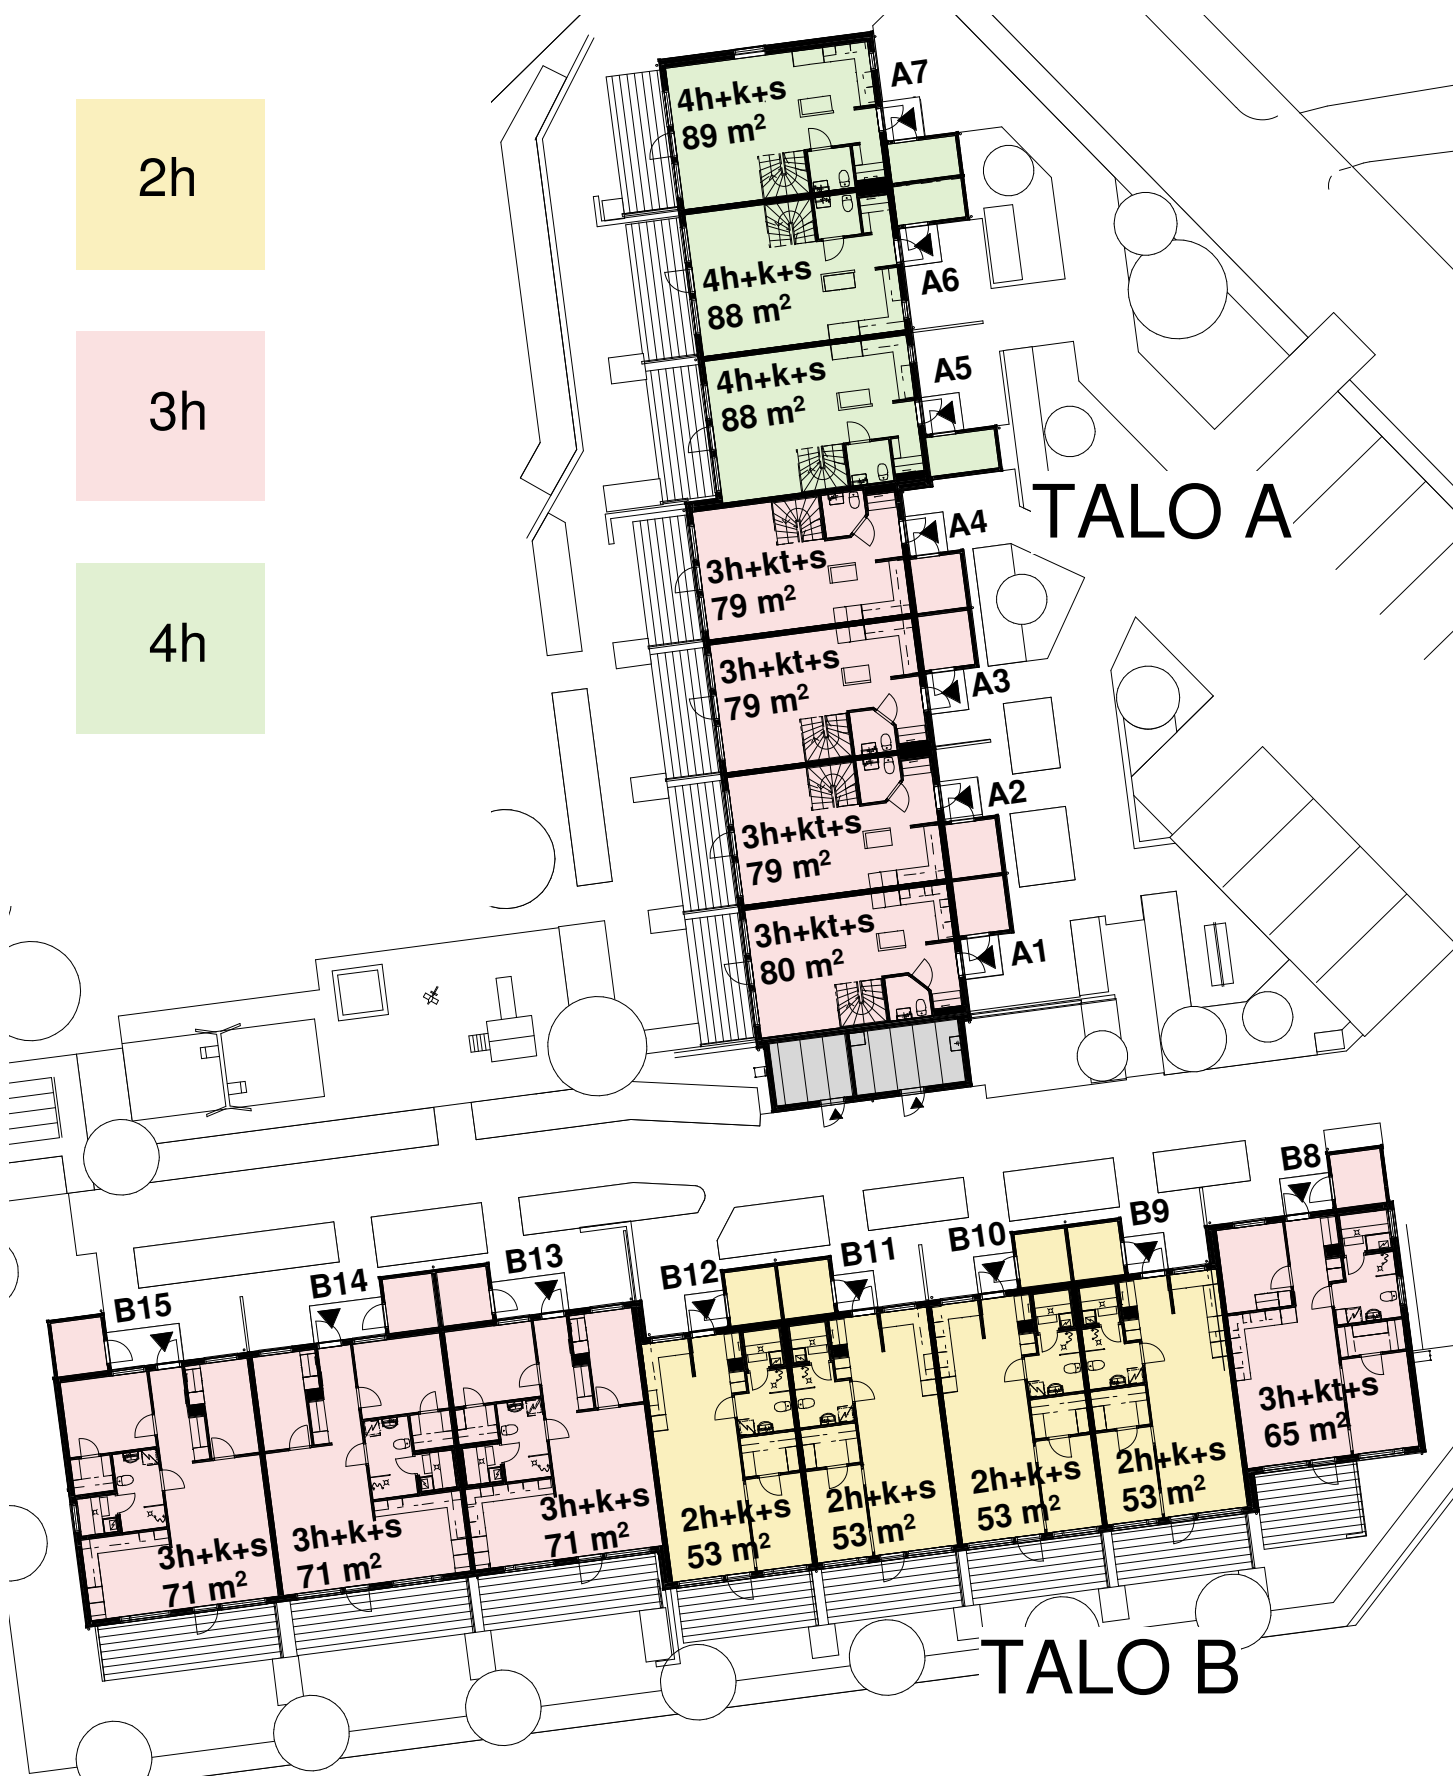 2h
3h
4h
A7
4h+k+s
89 m²
A6
4h+k+s
88 m²
A5
4h+k+s
88 m²
TALO A
A4
3h+kt+s
79 m²
A3
3h+kt+s
79 m²
A2
3h+kt+s
79 m²
A1
3h+kt+s
80 m²
B8
B9
B10
B11
B12
B13
B14
B15
3h+kt+s
65 m²
2h+k+s
53 m²
2h+k+s
53 m²
2h+k+s
53 m²
2h+k+s
53 m²
3h+k+s
71 m²
3h+k+s
71 m²
3h+k+s
71 m²
TALO B